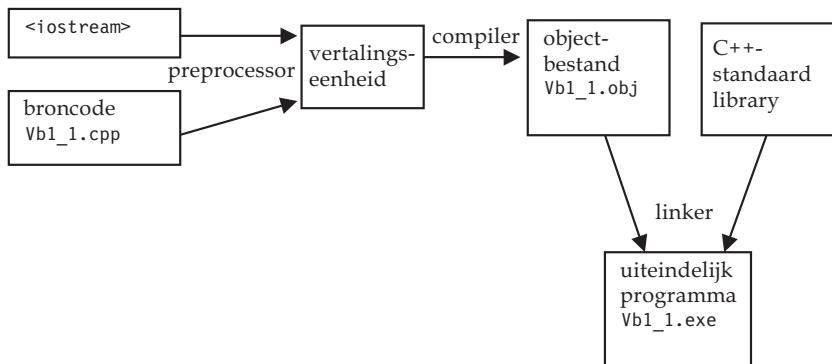 <iostream>
preprocessor
broncode
Vb1_1.cpp
vertalings-
eenheid
compiler
object-
bestand
Vb1_1.obj
C++-
standaard
library
linker
uiteindelijk
programma
Vb1_1.exe